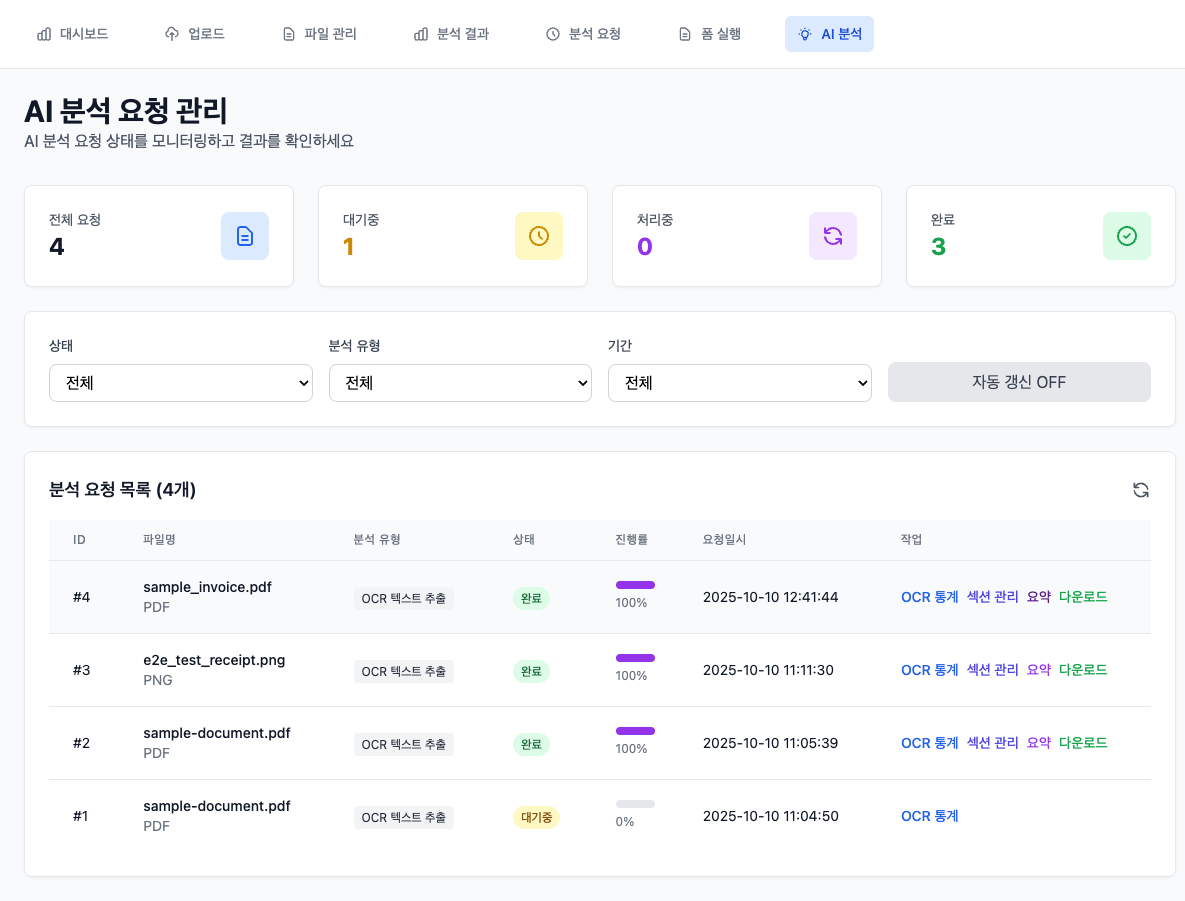 대시보드 업로드 파일 관리 분석 결과 분석 요청 폼 실행 AI 분석
AI 분석 요청 관리
AI 분석 요청 상태를 모니터링하고 결과를 확인하세요
전체 요청
4
대기중
1
처리중
0
완료
3
상태
전체
분석 유형
전체
기간
전체
자동 갱신 OFF
분석 요청 목록 (4개)
ID 파일명 분석 유형 상태 진행률 요청일시 작업
#4 sample_invoice.pdf PDF OCR 텍스트 추출 완료 100% 2025-10-10 12:41:44 OCR 통계 섹션 관리 요약 다운로드
#3 e2e_test_receipt.png PNG OCR 텍스트 추출 완료 100% 2025-10-10 11:11:30 OCR 통계 섹션 관리 요약 다운로드
#2 sample-document.pdf PDF OCR 텍스트 추출 완료 100% 2025-10-10 11:05:39 OCR 통계 섹션 관리 요약 다운로드
#1 sample-document.pdf PDF OCR 텍스트 추출 대기중 0% 2025-10-10 11:04:50 OCR 통계